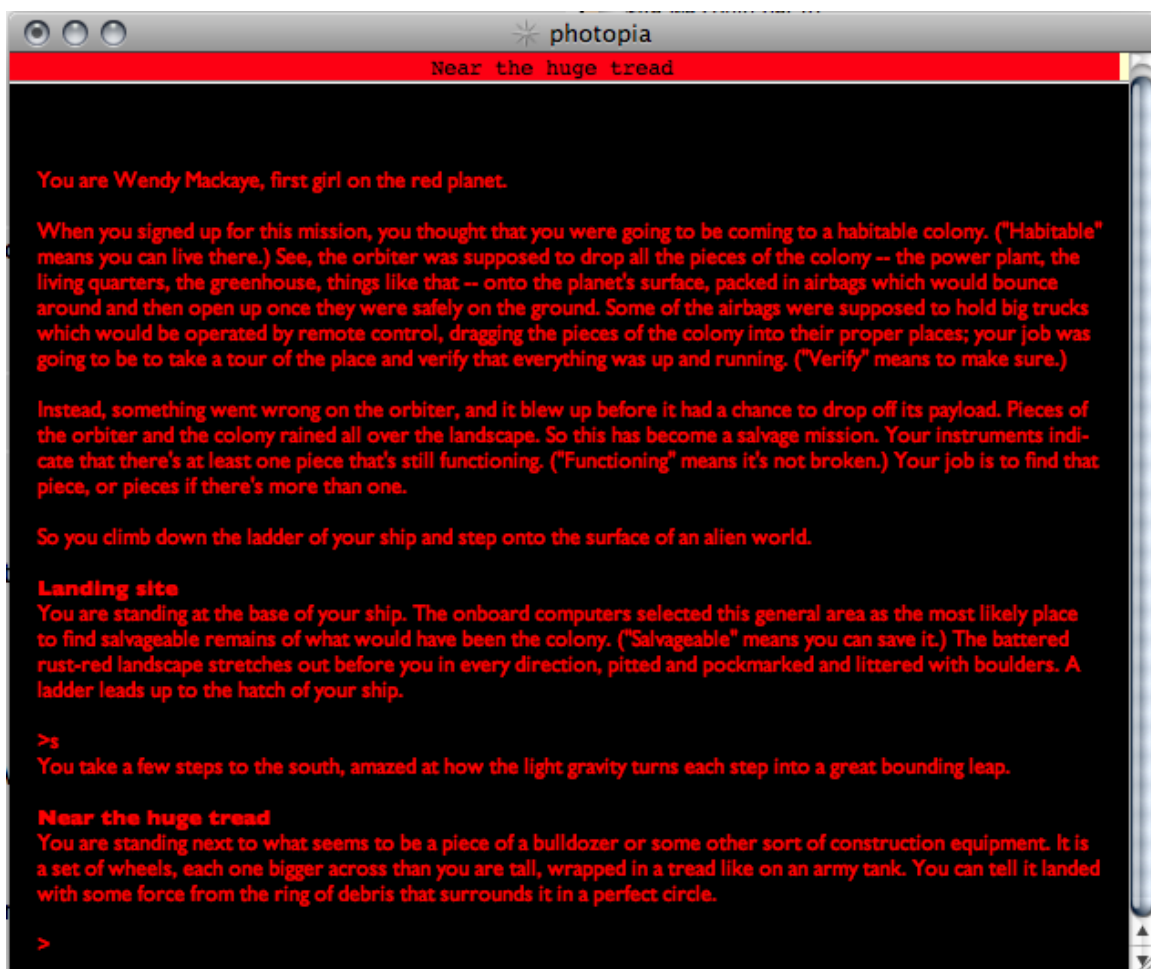 photopia
Near the huge tread
You are Wendy Mackaye, first girl on the red planet.
When you signed up for this mission, you thought that you were going to be coming to a habitable colony. ("Habitable"
means you can live there.) See, the orbiter was supposed to drop all the pieces of the colony -- the power plant, the
living quarters, the greenhouse, things like that -- onto the planet's surface, packed in airbags which would bounce
around and then open up once they were safely on the ground. Some of the airbags were supposed to hold big trucks
which would be operated by remote control, dragging the pieces of the colony into their proper places; your job was
going to be to take a tour of the place and verify that everything was up and running. ("Verify" means to make sure.)
Instead, something went wrong on the orbiter, and it blew up before it had a chance to drop off its payload. Pieces of
the orbiter and the colony rained all over the landscape. So this has become a salvage mission. Your instruments indi-
cate that there's at least one piece that's still functioning. ("Functioning" means it's not broken.) Your job is to find that
piece, or pieces if there's more than one.
So you climb down the ladder of your ship and step onto the surface of an alien world.
Landing site
You are standing at the base of your ship. The onboard computers selected this general area as the most likely place
to find salvageable remains of what would have been the colony. ("Salvageable" means you can save it.) The battered
rust-red landscape stretches out before you in every direction, pitted and pockmarked and littered with boulders. A
ladder leads up to the hatch of your ship.
>s
You take a few steps to the south, amazed at how the light gravity turns each step into a great bounding leap.
Near the huge tread
You are standing next to what seems to be a piece of a bulldozer or some other sort of construction equipment. It is
a set of wheels, each one bigger across than you are tall, wrapped in a tread like on an army tank. You can tell it landed
with some force from the ring of debris that surrounds it in a perfect circle.
>